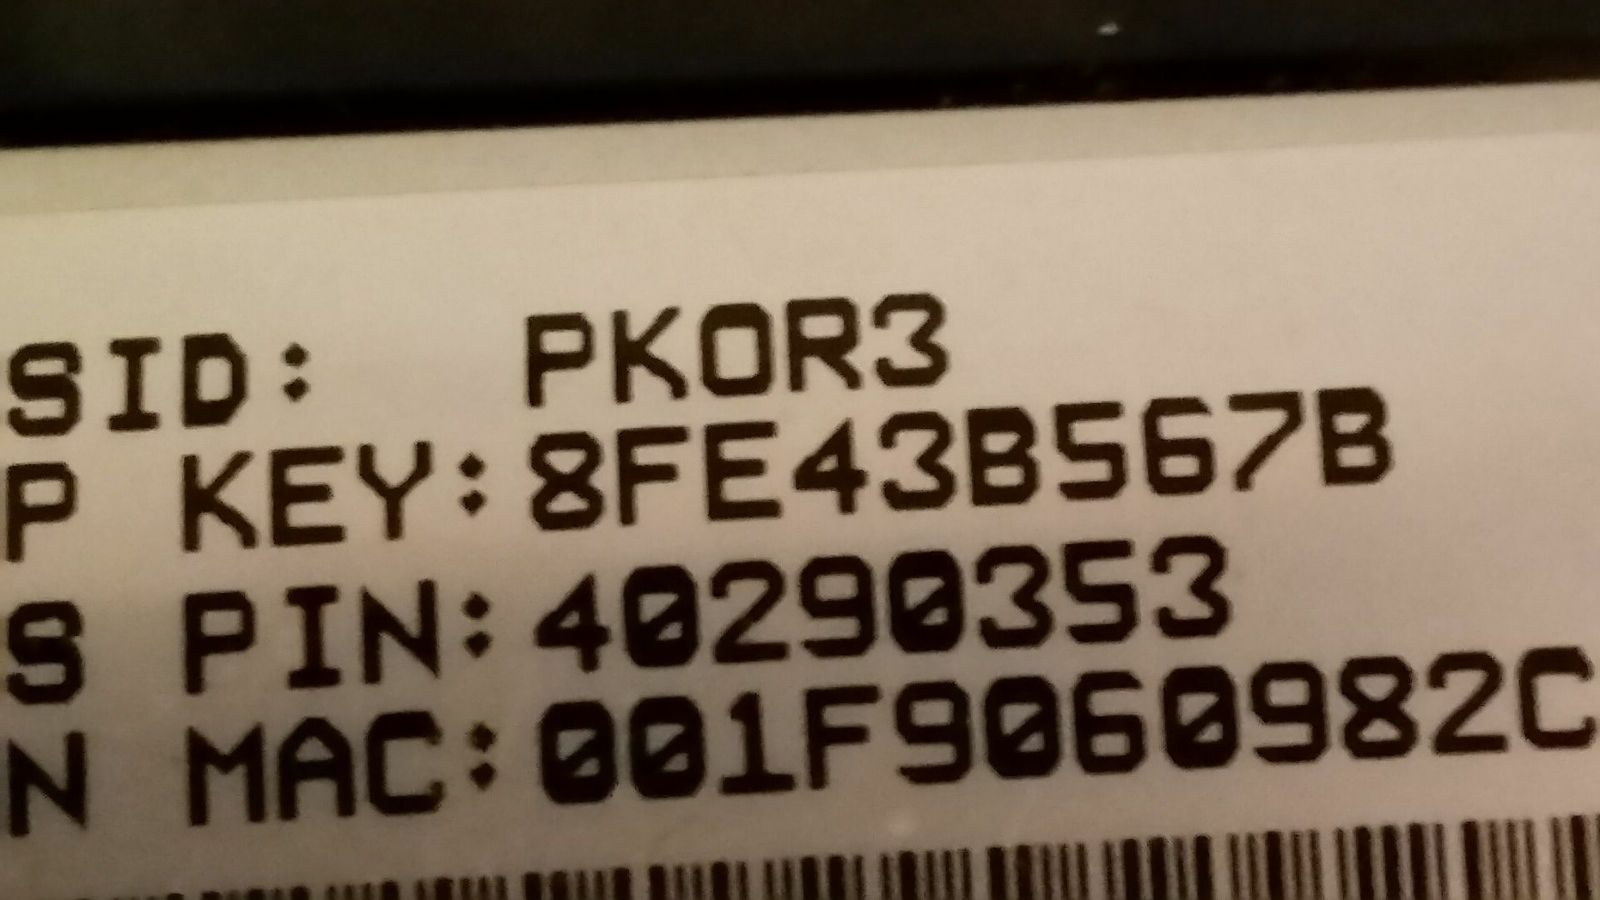 SID: PKOR3
P KEY:8FE43B567B
S PIN:40290353
N MAC:001F9060982C